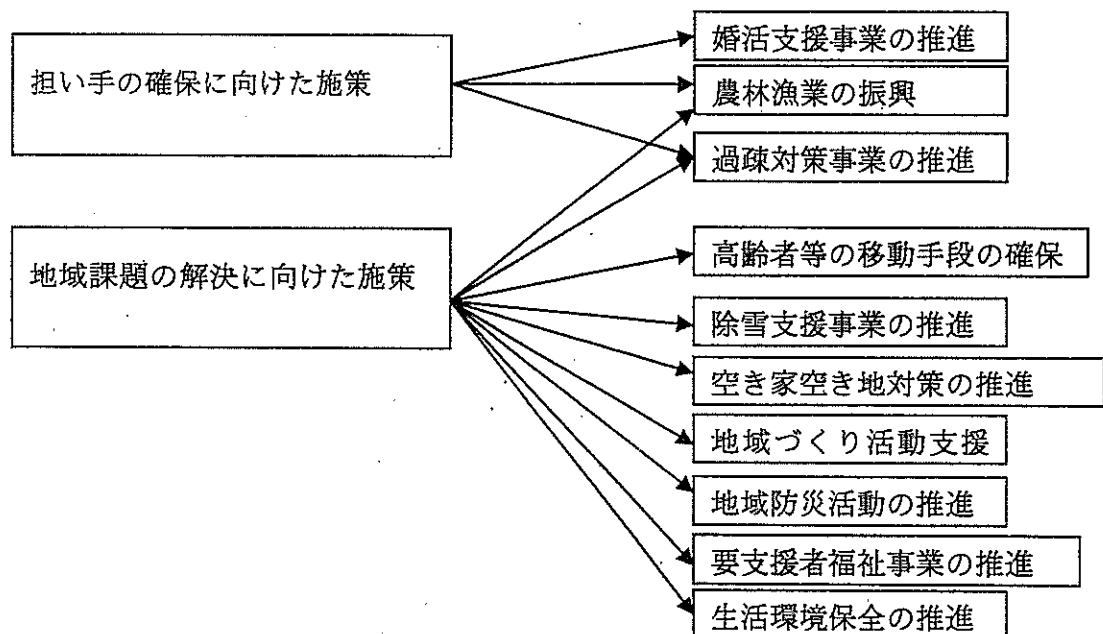 担い手の確保に向けた施策
婚活支援事業の推進
農林漁業の振興
過疎対策事業の推進
地域課題の解決に向けた施策
高齢者等の移動手段の確保
除雪支援事業の推進
空き家空き地対策の推進
地域づくり活動支援
地域防災活動の推進
要支援者福祉事業の推進
生活環境保全の推進